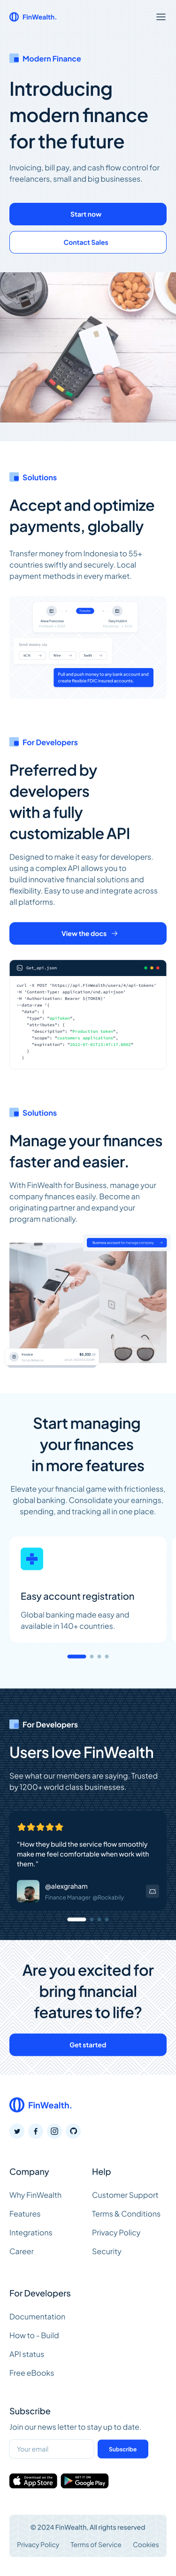 FinWealth.
Modern Finance
Introducing
modern finance
for the future
Invoicing, bill pay, and cash flow control for
freelancers, small and big businesses.
Start now
Contact Sales
Solutions
Accept and optimize
payments, globally
Transfer money from Indonesia to 55+
countries swiftly and securely. Local
payment methods in every market.
Pull and push money to any bank account and
create flexible FDIC insured accounts.
For Developers
Preferred by
developers
with a fully
customizable API
Designed to make it easy for developers.
using a complex API allows you to
build innovative financial solutions and
flexibility. Easy to use and integrate across
all platforms.
View the docs →
Get_api.json
curl -X POST 'https://api.FinWealth/users/4/api-tokens'
-H 'Content-Type: application/vnd.api+json'
-H 'Authorization: Bearer ${TOKEN}'
--data-raw '{
"data": {
"type": "apiToken",
"attributes": {
"description": "Production token",
"scope": "customers applications",
"expiration": "2022-07-01T13:47:17.000Z"
}
}
Solutions
Manage your finances
faster and easier.
With FinWealth for Business, manage your
company finances easily. Become an
originating partner and expand your
program nationally.
Business account for manage company
Invoice
$3,232
Start managing
your finances
in more features
Elevate your financial game with frictionless,
global banking. Consolidate your earnings,
spending, and tracking all in one place.
Easy account registration
Global banking made easy and
available in 140+ countries.
For Developers
Users love FinWealth
See what our members are saying. Trusted
by 1200+ world class businesses.
"How they build the service flow smoothly
make me feel comfortable when work with
them."
@alexgraham
Finance Manager @Rockabily
Are you excited for
bring financial
features to life?
Get started
FinWealth.
Company
Help
Why FinWealth
Customer Support
Features
Terms & Conditions
Integrations
Privacy Policy
Career
Security
For Developers
Documentation
How to - Build
API status
Free eBooks
Subscribe
Join our news letter to stay up to date.
Your email
Subscribe
Download on the
App Store
GET IT ON
Google Play
© 2024 FinWealth, All rights reserved
Privacy Policy
Terms of Service
Cookies